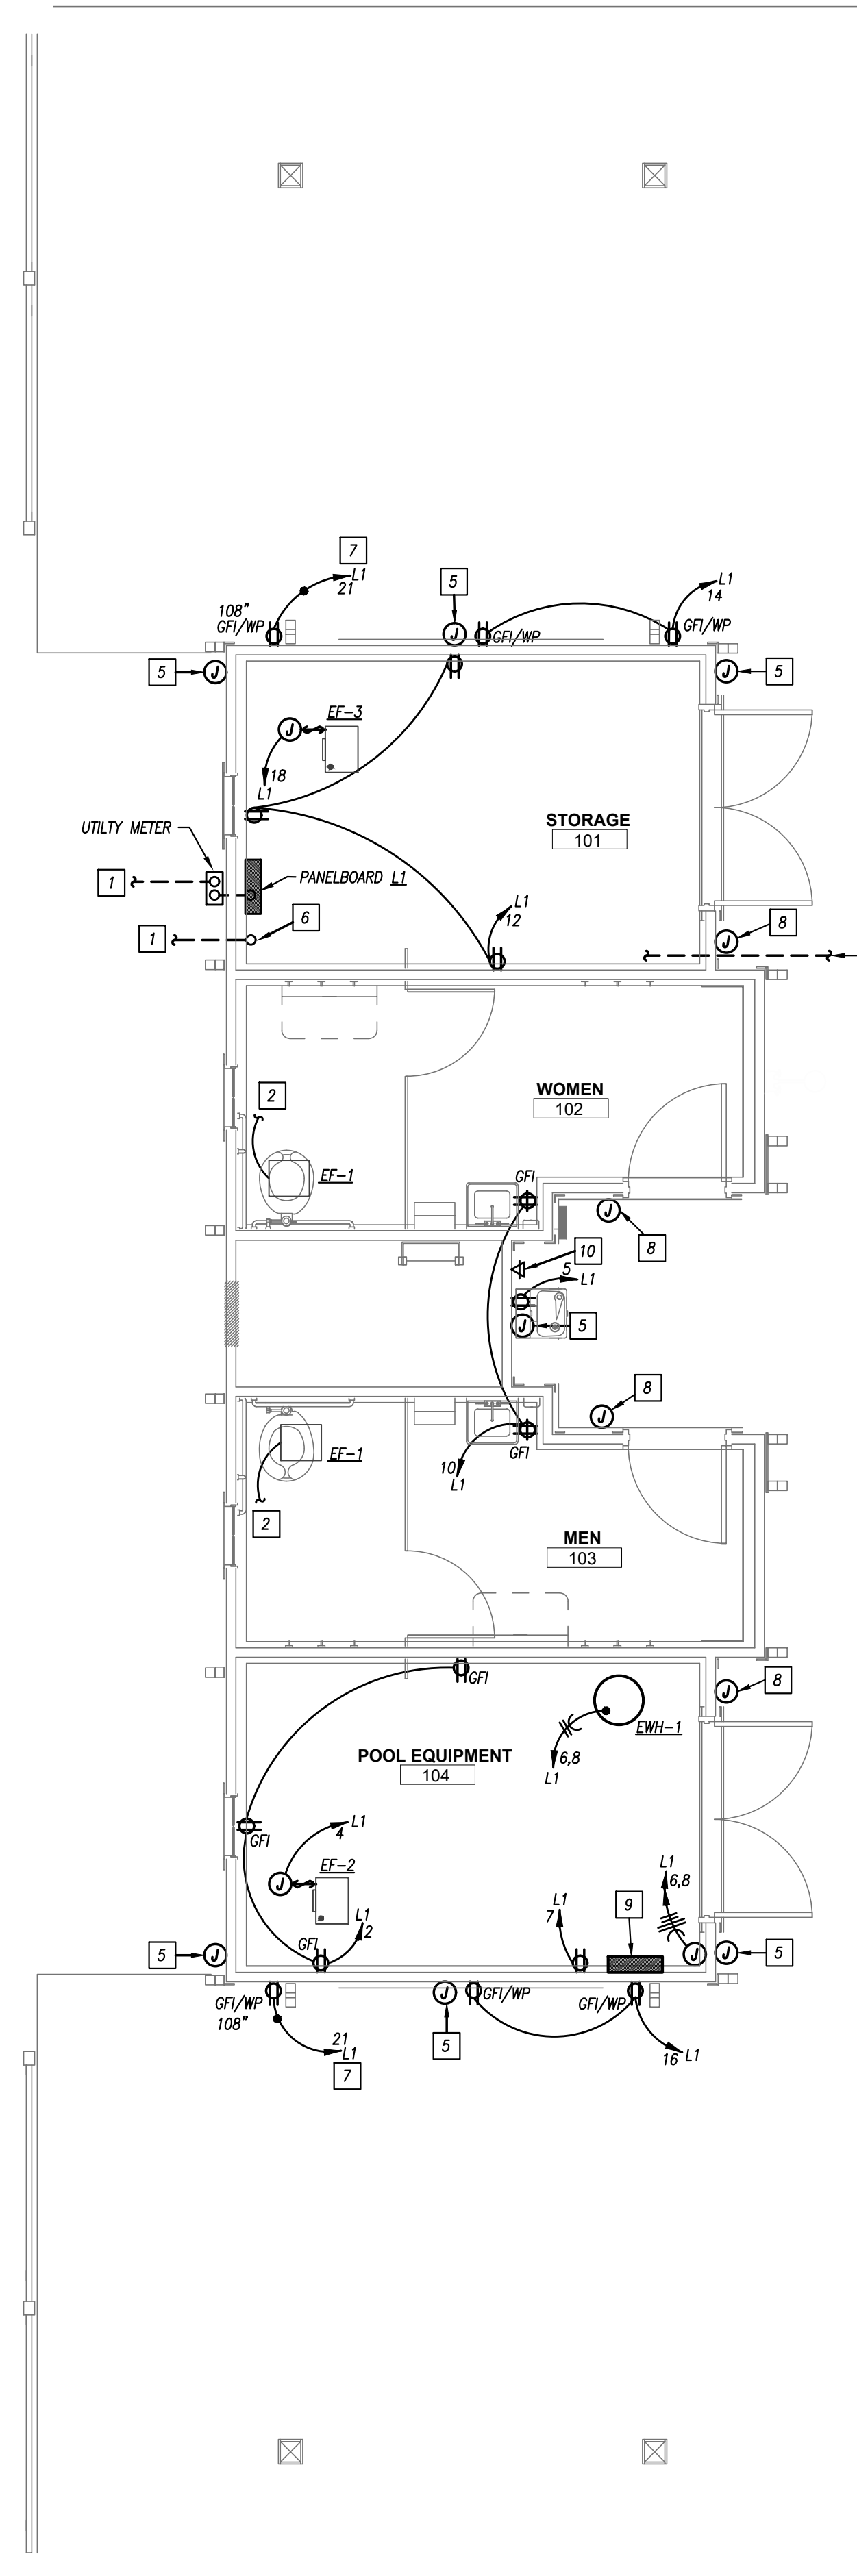 7
L1
21
5
L1
14
108"
GFI/WP
J
GFI/WP
GFI/WP
5
J
J
5
EF-3
J
18
L1
STORAGE
101
UTILTY METER
PANELBOARD L1
1
L1
12
6
1
8
J
WOMEN
102
2
EF-1
GFI
J
8
10
5
L1
J
5
8
J
EF-1
GFI
10
L1
2
MEN
103
GFI
8
J
EWH-1
6,8
L1
POOL EQUIPMENT
104
L1
4
GFI
EF-2
J
L1
2
L1
7
9
L1
6,8
GFI
5
J
J
J
5
GFI/WP
108"
J
GFI/WP
GFI/WP
21
L1
7
5
16
L1